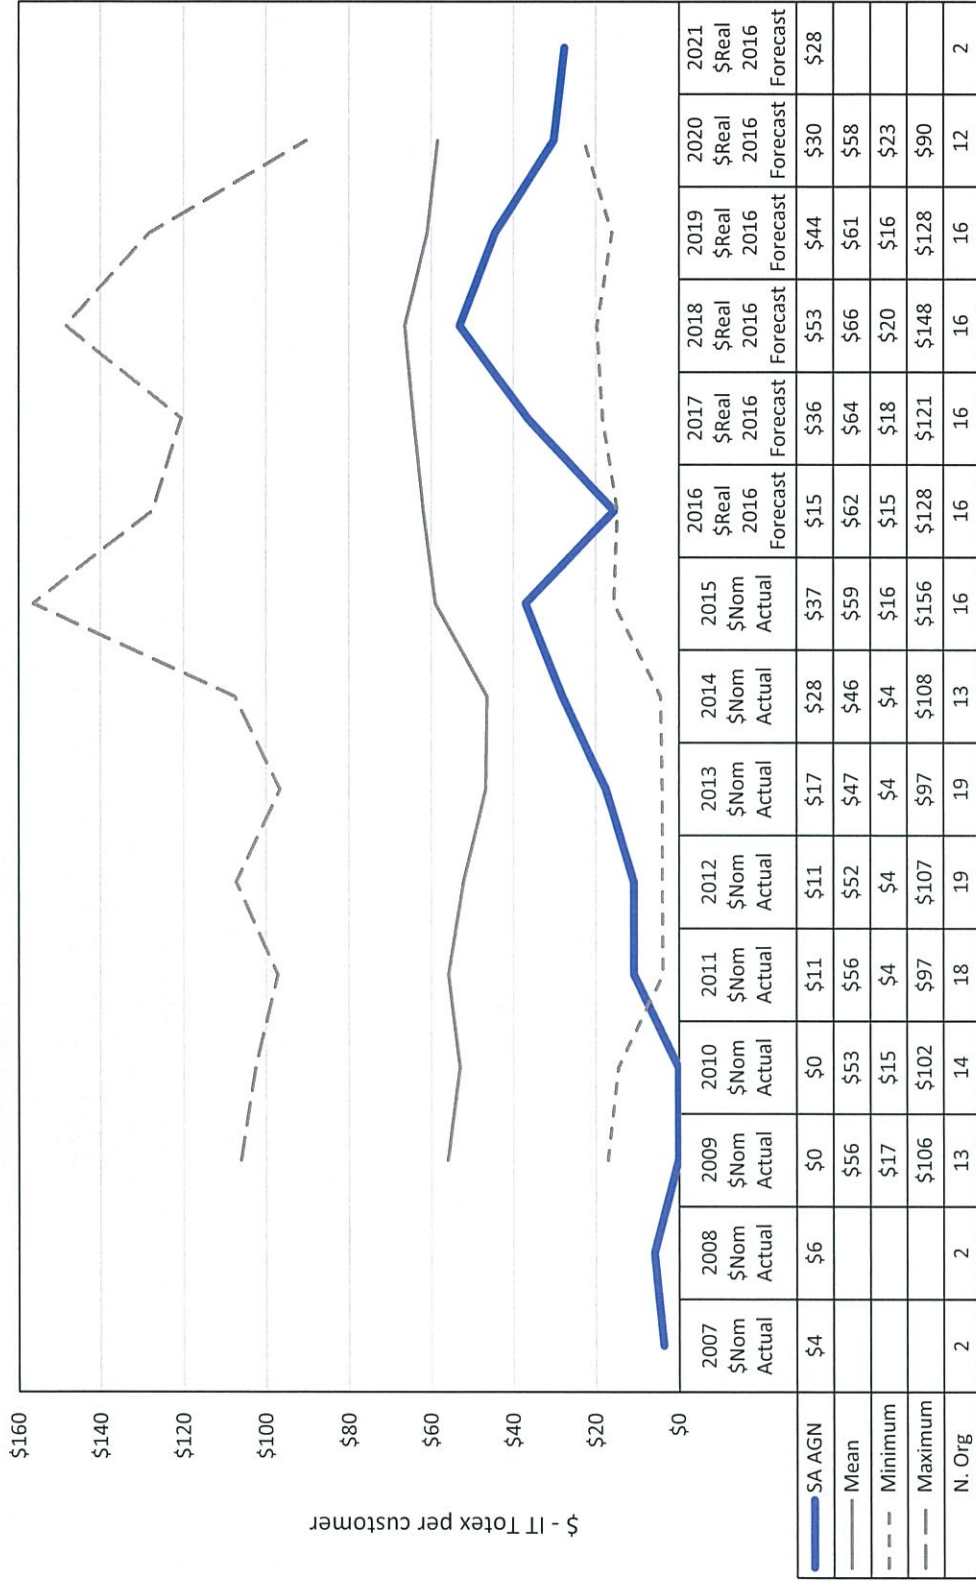 $160
$140
$120
$100
$80
$60
$40
$20
$0
$ - IT Totex per customer
2007 $Nom Actual 2008 $Nom Actual 2009 $Nom Actual 2010 $Nom Actual 2011 $Nom Actual 2012 $Nom Actual 2013 $Nom Actual 2014 $Nom Actual 2015 $Nom Actual 2016 $Real 2016 Forecast 2017 $Real 2016 Forecast 2018 $Real 2016 Forecast 2019 $Real 2016 Forecast 2020 $Real 2016 Forecast 2021 $Real 2016 Forecast
SA AGN $4 $6 $0 $0 $11 $11 $17 $28 $37 $15 $36 $53 $44 $30 $28
Mean $56 $53 $56 $52 $47 $46 $59 $62 $64 $66 $61 $58
Minimum $17 $15 $4 $4 $4 $4 $16 $15 $18 $20 $16 $23
Maximum $106 $102 $97 $107 $97 $108 $156 $128 $121 $148 $128 $90
N. Org 2 2 13 14 18 19 19 13 16 16 16 16 16 12 2